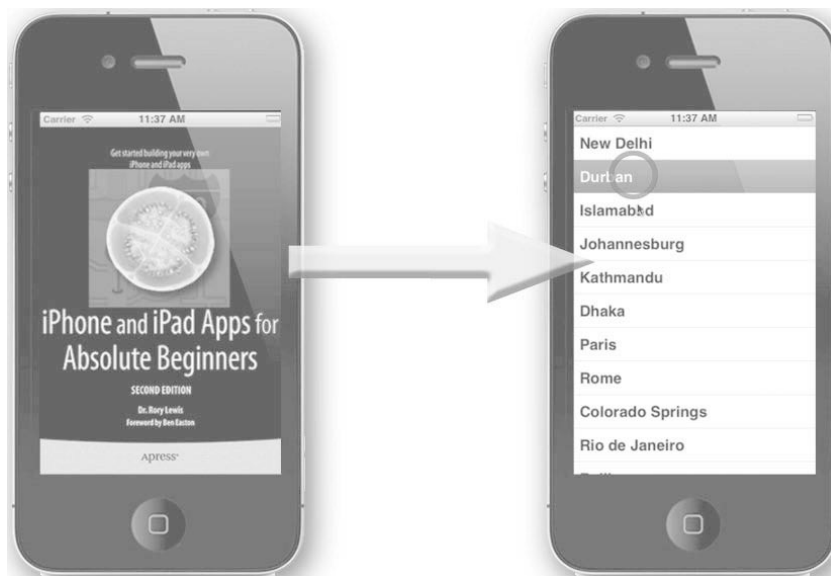 Carrier 11:37 AM
Get started building your very own
iPhone and iPad apps
iPhone and iPad Apps for
Absolute Beginners
SECOND EDITION
Dr. Rory Lewis
Foreword by Ben Easton
Apress®
Carrier 11:37 AM
New Delhi
Durban
Islamabad
Johannesburg
Kathmandu
Dhaka
Paris
Rome
Colorado Springs
Rio de Janeiro